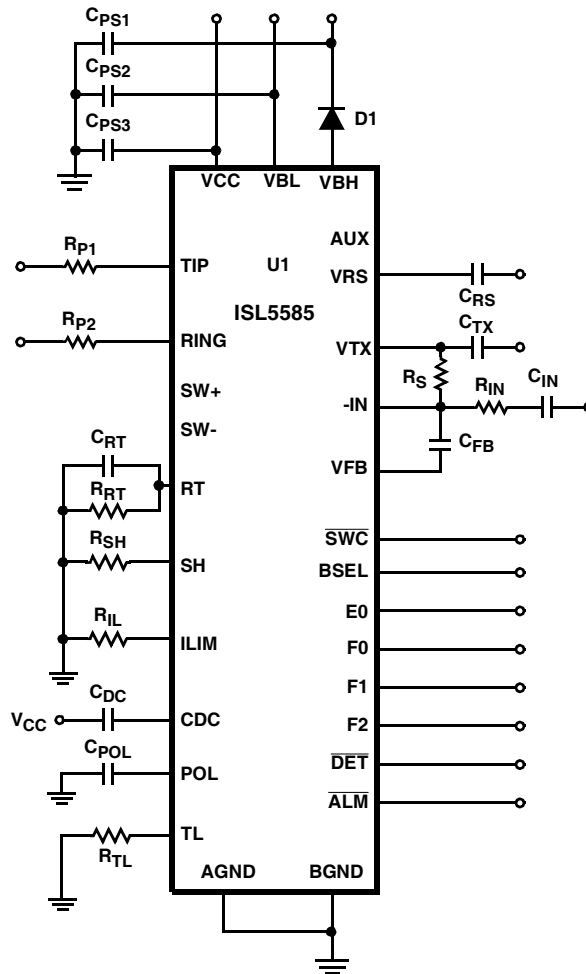 CPS1
CPS2
CPS3
D1
VCC VBL VBH
AUX
RP1
TIP
U1
VRS
CRS
ISL5585
RP2
RING
CTX
VTX
RS
RIN
CIN
-IN
SW+
SW-
CFB
VFB
CRT
RT
RRT
SWC
RSH
SH
BSEL
E0
RIL
ILIM
F0
F1
CDC
VCC
CDC
F2
CPOL
POL
DET
ALM
TL
RTL
AGND BGND